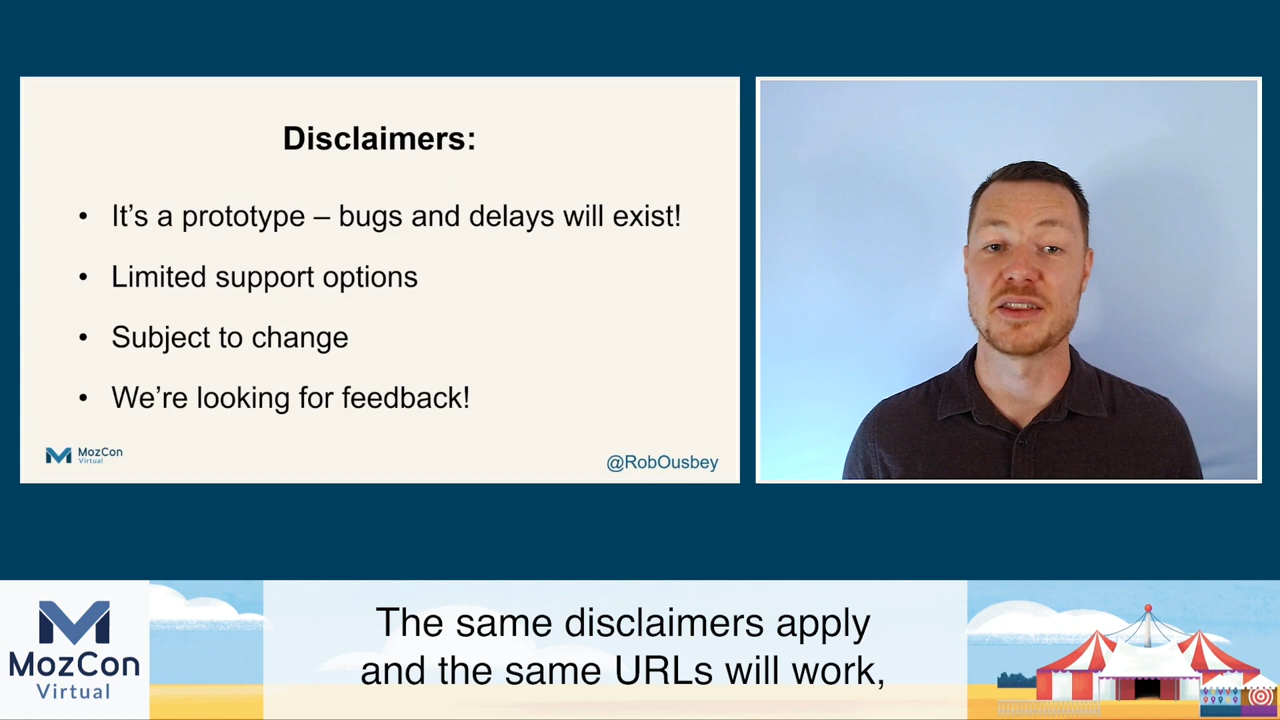 Disclaimers:
• It’s a prototype – bugs and delays will exist!
• Limited support options
• Subject to change
• We’re looking for feedback!
MozCon
Virtual
@RobOusbey
MozCon
Virtual
The same disclaimers apply
and the same URLs will work,